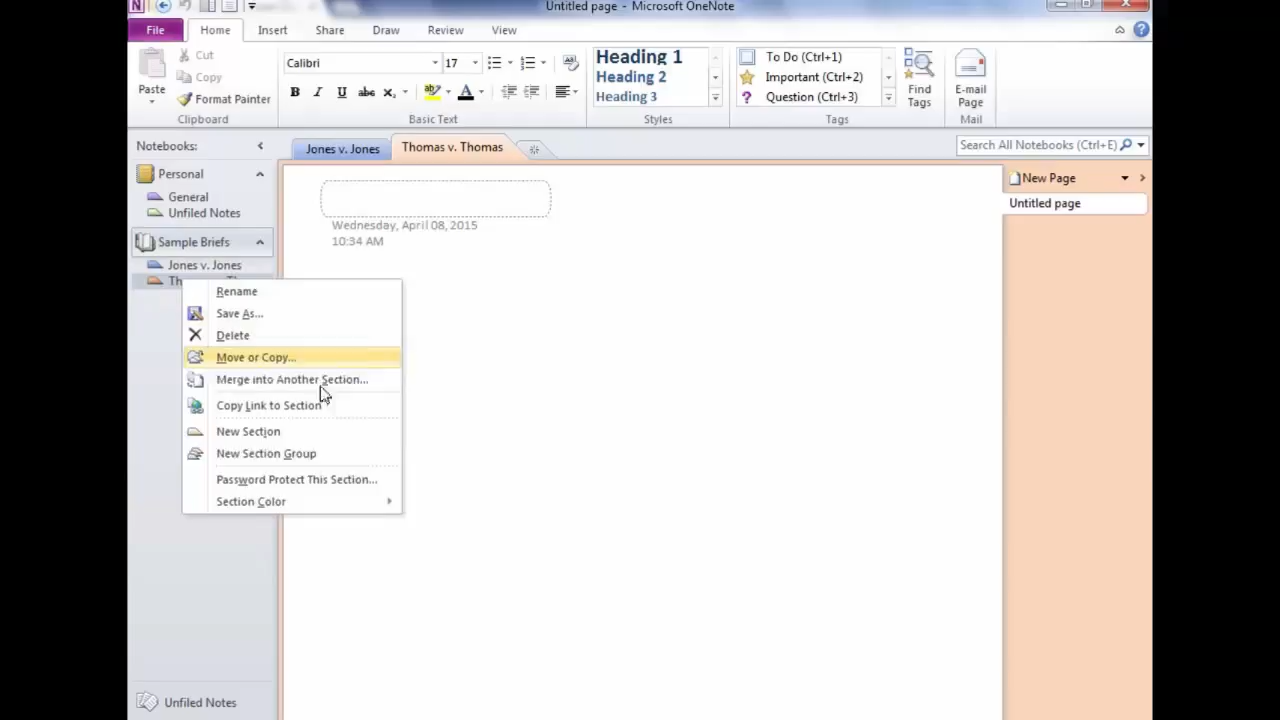 Untitled page - Microsoft OneNote
File Home Insert Share Draw Review View
Paste
Cut
Copy
Format Painter
Clipboard
Calibri 17
B I U abc X₂ ab A
Basic Text
Heading 1
Heading 2
Heading 3
Styles
To Do (Ctrl+1)
Important (Ctrl+2)
Question (Ctrl+3)
Tags
Find
Tags
E-mail
Page
Mail
Notebooks:
Personal
General
Unfiled Notes
Sample Briefs
Jones v. Jones
Jones v. Jones Thomas v. Thomas
Search All Notebooks (Ctrl+E)
Wednesday, April 08, 2015
10:34 AM
New Page
Untitled page
Rename
Save As...
Delete
Move or Copy...
Merge into Another Section...
Copy Link to Section
New Section
New Section Group
Password Protect This Section...
Section Color
Unfiled Notes